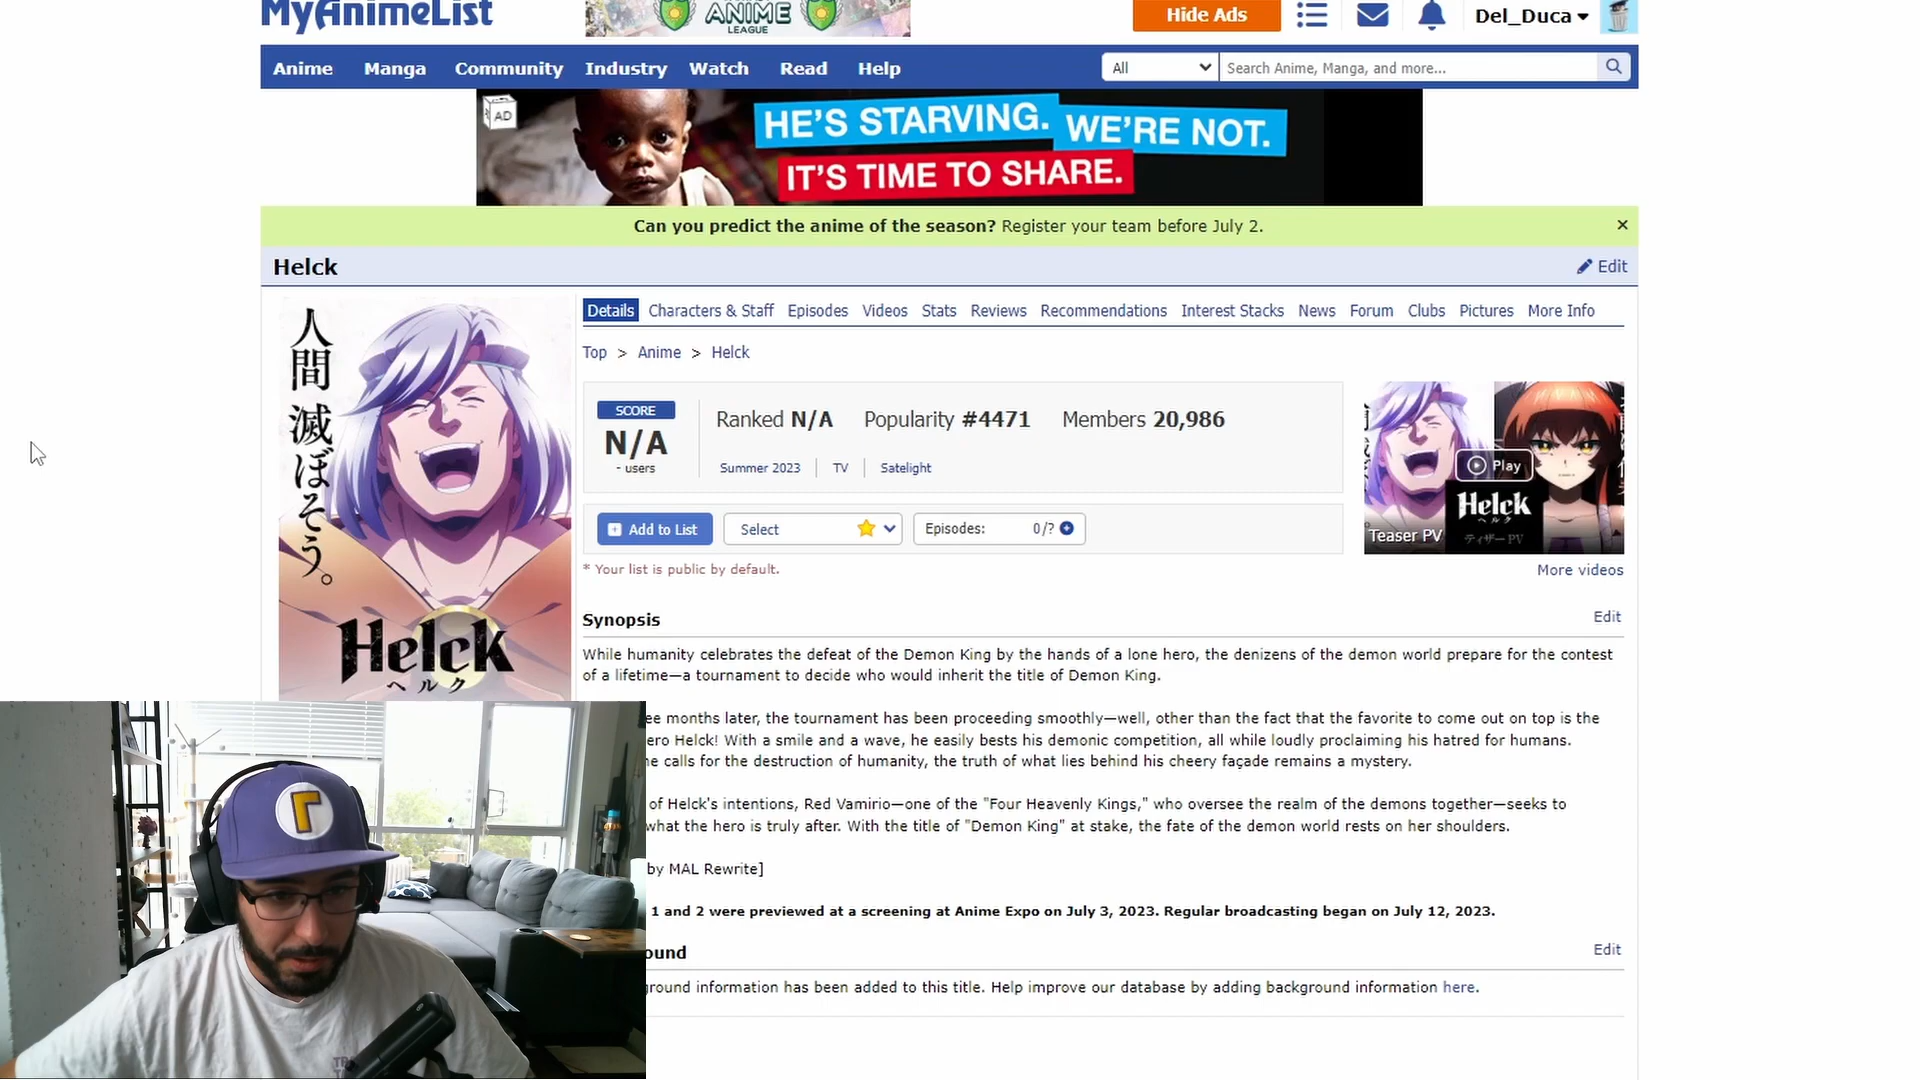 MyAnimeList
ANIME
LEAGUE
Hide Ads
Del_Duca
Anime Manga Community Industry Watch Read Help
All
Search Anime, Manga, and more...
AD
HE'S STARVING. WE'RE NOT.
IT'S TIME TO SHARE.
Can you predict the anime of the season? Register your team before July 2.
Helck
Edit
Details Characters & Staff Episodes Videos Stats Reviews Recommendations Interest Stacks News Forum Clubs Pictures More Info
Top > Anime > Helck
人間 滅ぼそう。
Helck
ヘルク
SCORE
N/A
- users
Ranked N/A Popularity #4471 Members 20,986
Summer 2023 TV Satelight
Play
Helck
ヘルク
Teaser PV
ティザーPV
Add to List
Select
Episodes: 0/?
* Your list is public by default.
More videos
Synopsis
Edit
While humanity celebrates the defeat of the Demon King by the hands of a lone hero, the denizens of the demon world prepare for the contest
of a lifetime—a tournament to decide who would inherit the title of Demon King.
ee months later, the tournament has been proceeding smoothly—well, other than the fact that the favorite to come out on top is the
ero Helck! With a smile and a wave, he easily bests his demonic competition, all while loudly proclaiming his hatred for humans.
e calls for the destruction of humanity, the truth of what lies behind his cheery façade remains a mystery.
of Helck's intentions, Red Vamirio—one of the "Four Heavenly Kings," who oversee the realm of the demons together—seeks to
what the hero is truly after. With the title of "Demon King" at stake, the fate of the demon world rests on her shoulders.
by MAL Rewrite]
1 and 2 were previewed at a screening at Anime Expo on July 3, 2023. Regular broadcasting began on July 12, 2023.
ound
Edit
ground information has been added to this title. Help improve our database by adding background information here.